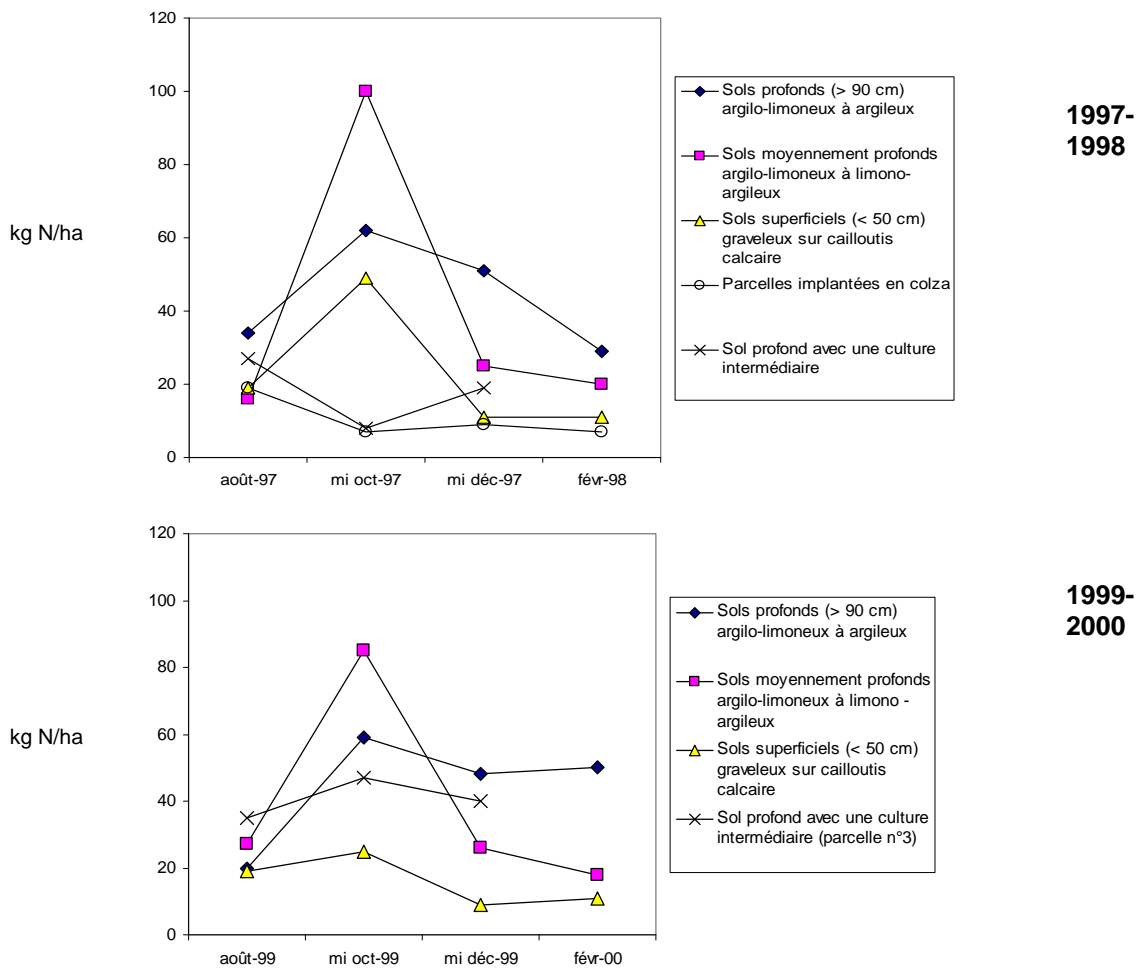 120
100
80
60
40
20
0
kg N/ha
août-97
mi oct-97
mi déc-97
févr-98
Sols profonds (> 90 cm)
argilo-limoneux à argileux
Sols moyennement profonds
argilo-limoneux à limono-
argileux
Sols superficiels (< 50 cm)
graveleux sur cailloutis
calcaire
Parcelles implantées en colza
Sol profond avec une culture
intermédiaire
1997-
1998
120
100
80
60
40
20
0
kg N/ha
août-99
mi oct-99
mi déc-99
févr-00
Sols profonds (> 90 cm)
argilo-limoneux à argileux
Sols moyennement profonds
argilo-limoneux à limono -
argileux
Sols superficiels (< 50 cm)
graveleux sur cailloutis
calcaire
Sol profond avec une culture
intermédiaire (parcelle n°3)
1999-
2000